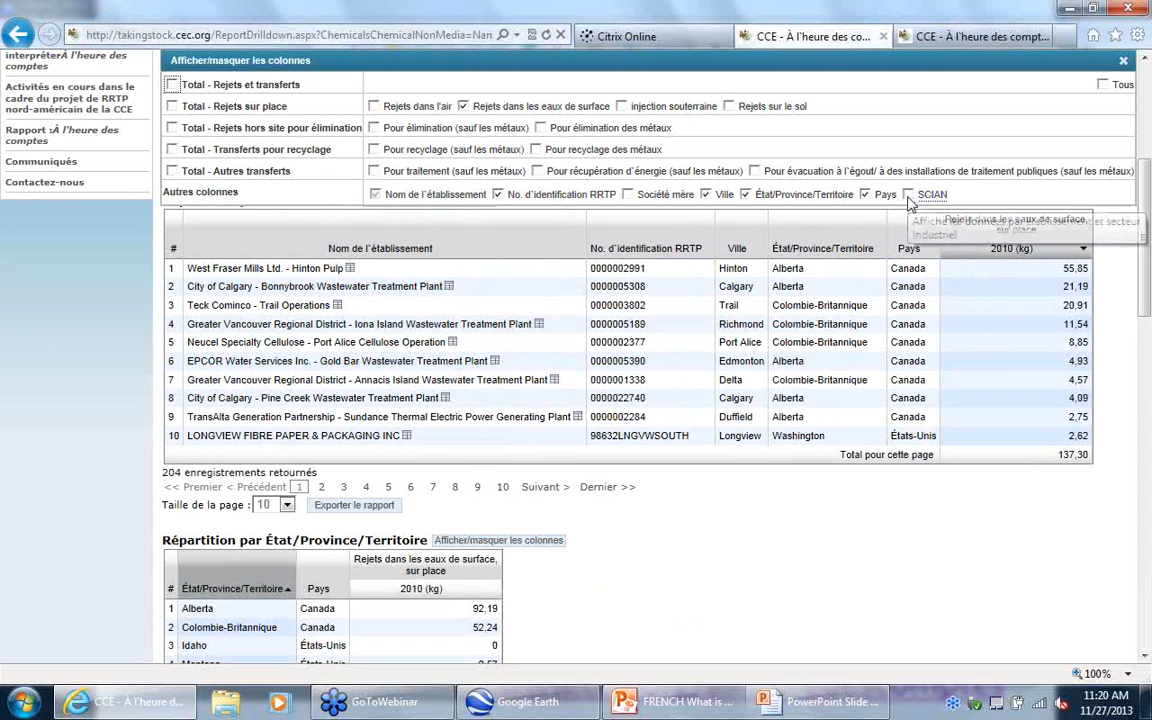 http://takingstock.cec.org/ReportDrilldown.aspx?ChemicalsChemicalNonMedia=Nan
Citrix Online
CCE - À l'heure des co...
CCE - À l'heure des compt...
interpréterÀ l'heure des
comptes
Activités en cours dans le
cadre du projet de RRTP
nord-américain de la CCE
Rapport :À l'heure des
comptes
Communiqués
Contactez-nous
Afficher/masquer les colonnes
Total - Rejets et transferts
Tous
Total - Rejets sur place Rejets dans l'air Rejets dans les eaux de surface injection souterraine Rejets sur le sol
Total - Rejets hors site pour élimination Pour élimination (sauf les métaux) Pour élimination des métaux
Total - Transferts pour recyclage Pour recyclage (sauf les métaux) Pour recyclage des métaux
Total - Autres transferts Pour traitement (sauf les métaux) Pour récupération d`énergie (sauf les métaux) Pour évacuation à l`égout/ à des installations de traitement publiques (sauf les métaux)
Autres colonnes Nom de l`établissement No. d`identification RRTP Société mère Ville État/Province/Territoire Pays SCIAN
Rejets dans les eaux de surface,
sur place
# Nom de l`établissement No. d`identification RRTP Ville État/Province/Territoire Pays 2010 (kg)
1 West Fraser Mills Ltd. - Hinton Pulp 0000002991 Hinton Alberta Canada 55,85
2 City of Calgary - Bonnybrook Wastewater Treatment Plant 0000005308 Calgary Alberta Canada 21,19
3 Teck Cominco - Trail Operations 0000003802 Trail Colombie-Britannique Canada 20,91
4 Greater Vancouver Regional District - Iona Island Wastewater Treatment Plant 0000005189 Richmond Colombie-Britannique Canada 11,54
5 Neucel Specialty Cellulose - Port Alice Cellulose Operation 0000002377 Port Alice Colombie-Britannique Canada 8,85
6 EPCOR Water Services Inc. - Gold Bar Wastewater Treatment Plant 0000005390 Edmonton Alberta Canada 4,93
7 Greater Vancouver Regional District - Annacis Island Wastewater Treatment Plant 0000001338 Delta Colombie-Britannique Canada 4,57
8 City of Calgary - Pine Creek Wastewater Treatment Plant 0000022740 Calgary Alberta Canada 4,09
9 TransAlta Generation Partnership - Sundance Thermal Electric Power Generating Plant 0000002284 Duffield Alberta Canada 2,75
10 LONGVIEW FIBRE PAPER & PACKAGING INC 98632LNGVWSOUTH Longview Washington États-Unis 2,62
Total pour cette page 137,30
204 enregistrements retournés
<< Premier < Précédent 1 2 3 4 5 6 7 8 9 10 Suivant > Dernier >>
Taille de la page : 10 Exporter le rapport
Répartition par État/Province/Territoire Afficher/masquer les colonnes
Rejets dans les eaux de surface,
sur place
# État/Province/Territoire Pays 2010 (kg)
1 Alberta Canada 92,19
2 Colombie-Britannique Canada 52,24
3 Idaho États-Unis 0
100%
CCE - À l'heure d...
GoToWebinar
Google Earth
FRENCH What is ...
PowerPoint Slide ...
11:20 AM
11/27/2013